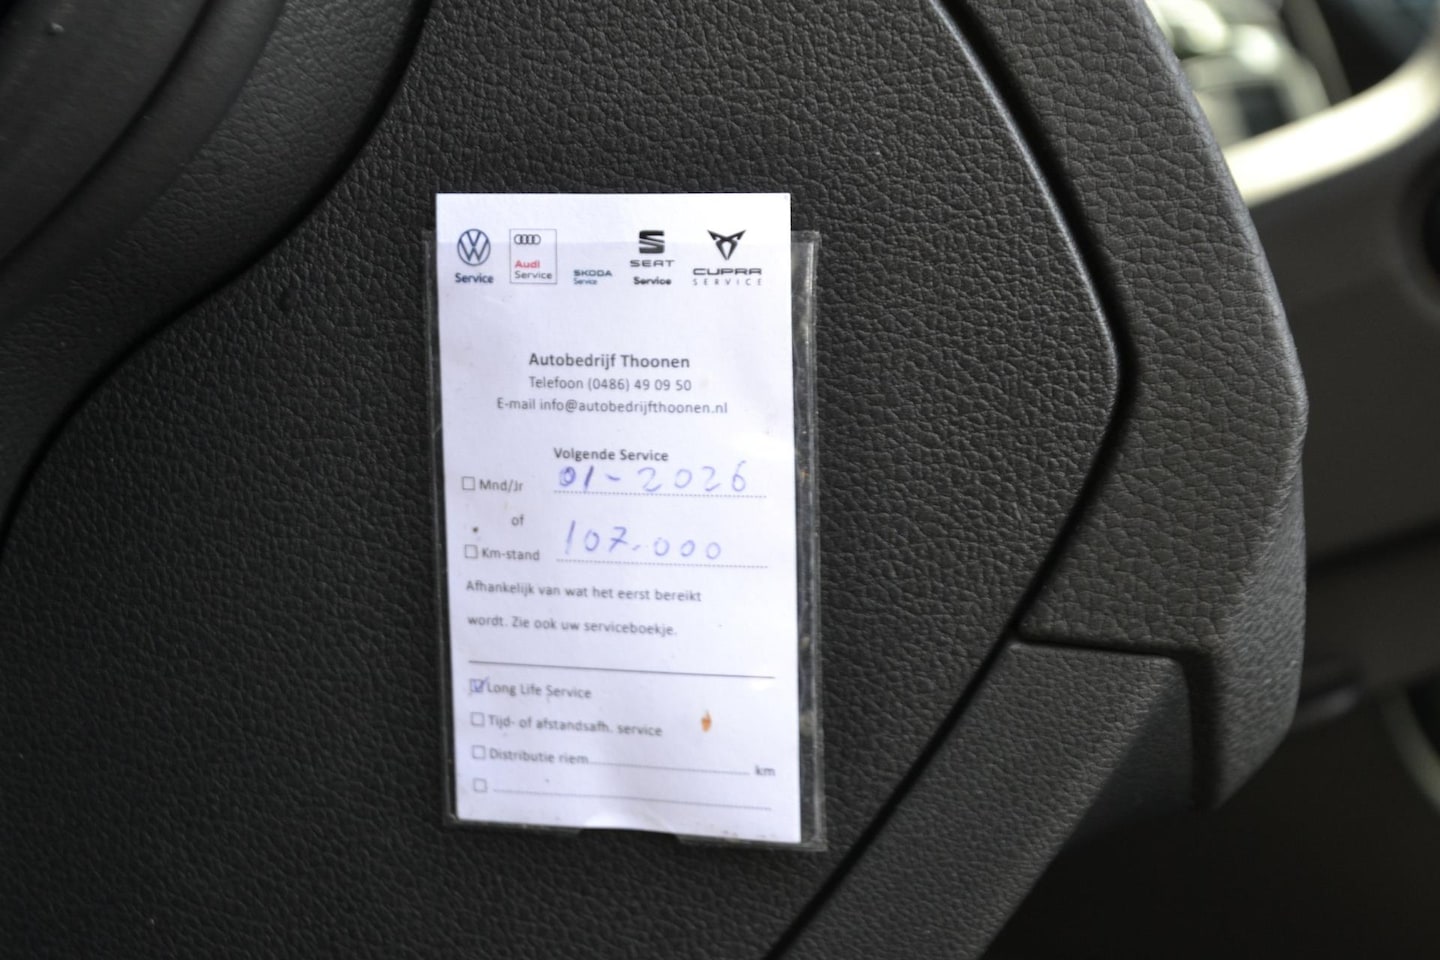 Service
Audi
Service
SKODA
Service
SEAT
Service
CUPRA
SERVICE
Autobedrijf Thoonen
Telefoon (0486) 49 09 50
E-mail info@autobedrijfthoonen.nl
Volgende Service
Mnd/Jr 01-2026
of
Km-stand 107.000
Afhankelijk van wat het eerst bereikt
wordt. Zie ook uw serviceboekje.
Long Life Service
Tijd- of afstandsafh. service
Distributie riem km